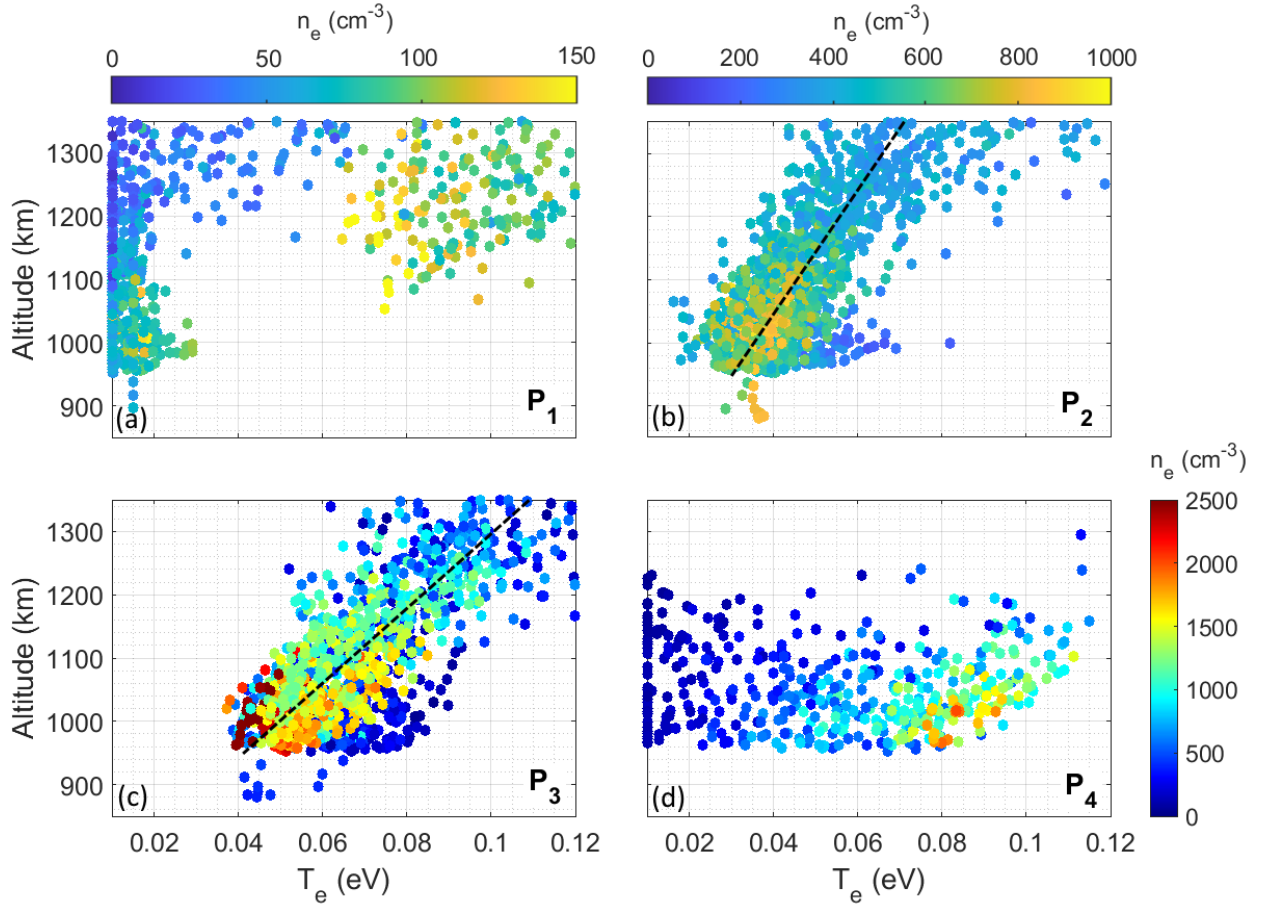 n_e (cm^-3)
0 50 100 150
n_e (cm^-3)
0 200 400 600 800 1000
Altitude (km)
1300
1200
1100
1000
900
(a)
P_1
(b)
P_2
Altitude (km)
1300
1200
1100
1000
900
(c)
P_3
0.02 0.04 0.06 0.08 0.1 0.12
T_e (eV)
(d)
P_4
0.02 0.04 0.06 0.08 0.1 0.12
T_e (eV)
n_e (cm^-3)
2500
2000
1500
1000
500
0